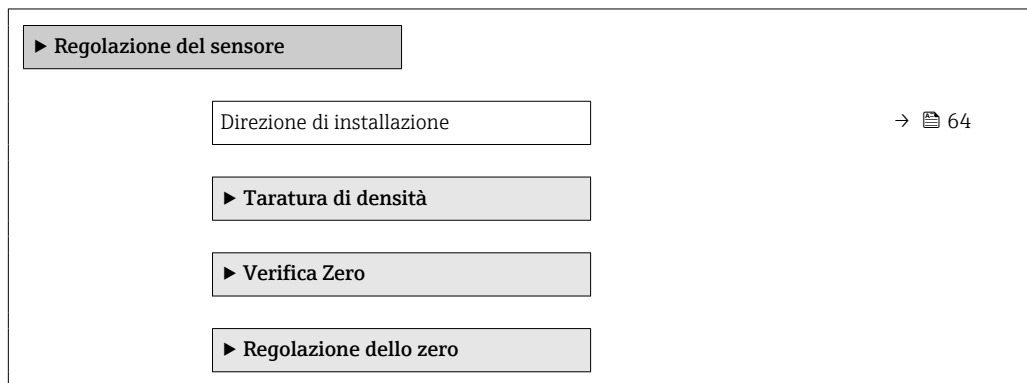 ▶ Regolazione del sensore
Direzione di installazione → 64
▶ Taratura di densità
▶ Verifica Zero
▶ Regolazione dello zero